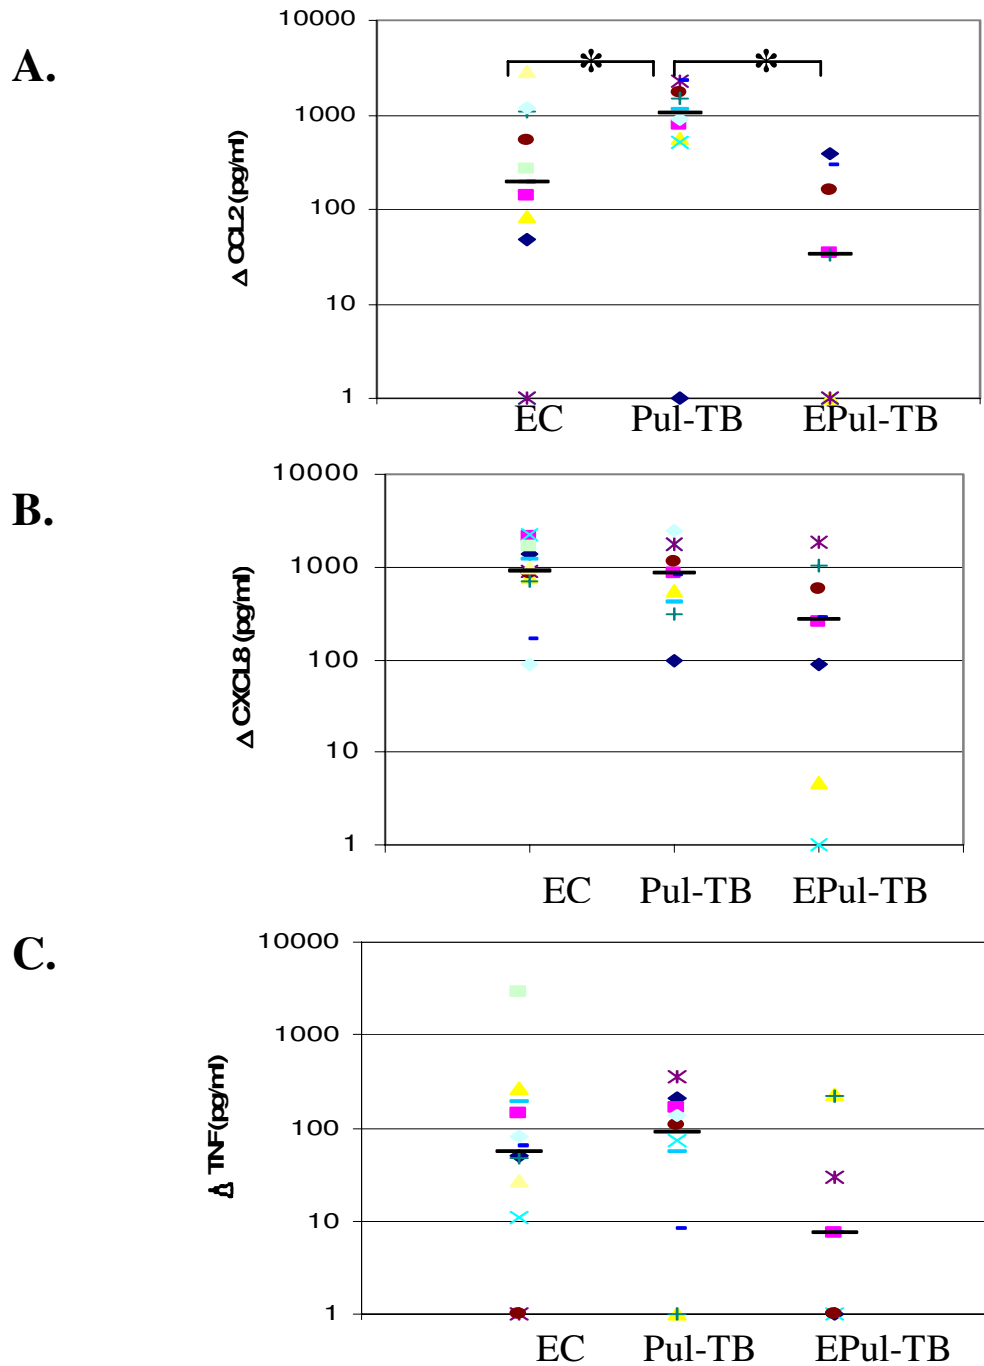 A.
10000
1000
100
10
1
Δ CCL2 (pg/ml)
* *
EC Pul-TB EPul-TB
B.
10000
1000
100
10
1
Δ CXCL8 (pg/ml)
EC Pul-TB EPul-TB
C.
10000
1000
100
10
1
Δ TNF (pg/ml)
EC Pul-TB EPul-TB